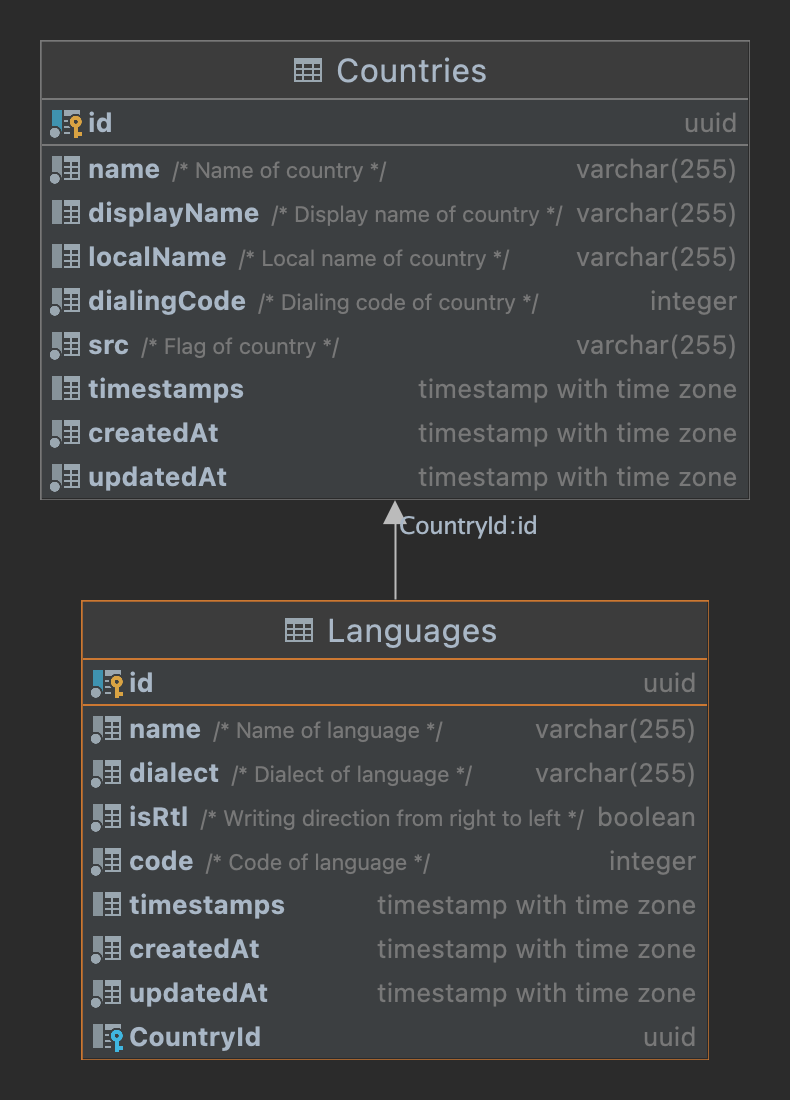 Countries
id uuid
name /* Name of country */ varchar(255)
displayName /* Display name of country */ varchar(255)
localName /* Local name of country */ varchar(255)
dialingCode /* Dialing code of country */ integer
src /* Flag of country */ varchar(255)
timestamps timestamp with time zone
createdAt timestamp with time zone
updatedAt timestamp with time zone
CountryId:id
Languages
id uuid
name /* Name of language */ varchar(255)
dialect /* Dialect of language */ varchar(255)
isRtl /* Writing direction from right to left */ boolean
code /* Code of language */ integer
timestamps timestamp with time zone
createdAt timestamp with time zone
updatedAt timestamp with time zone
CountryId uuid